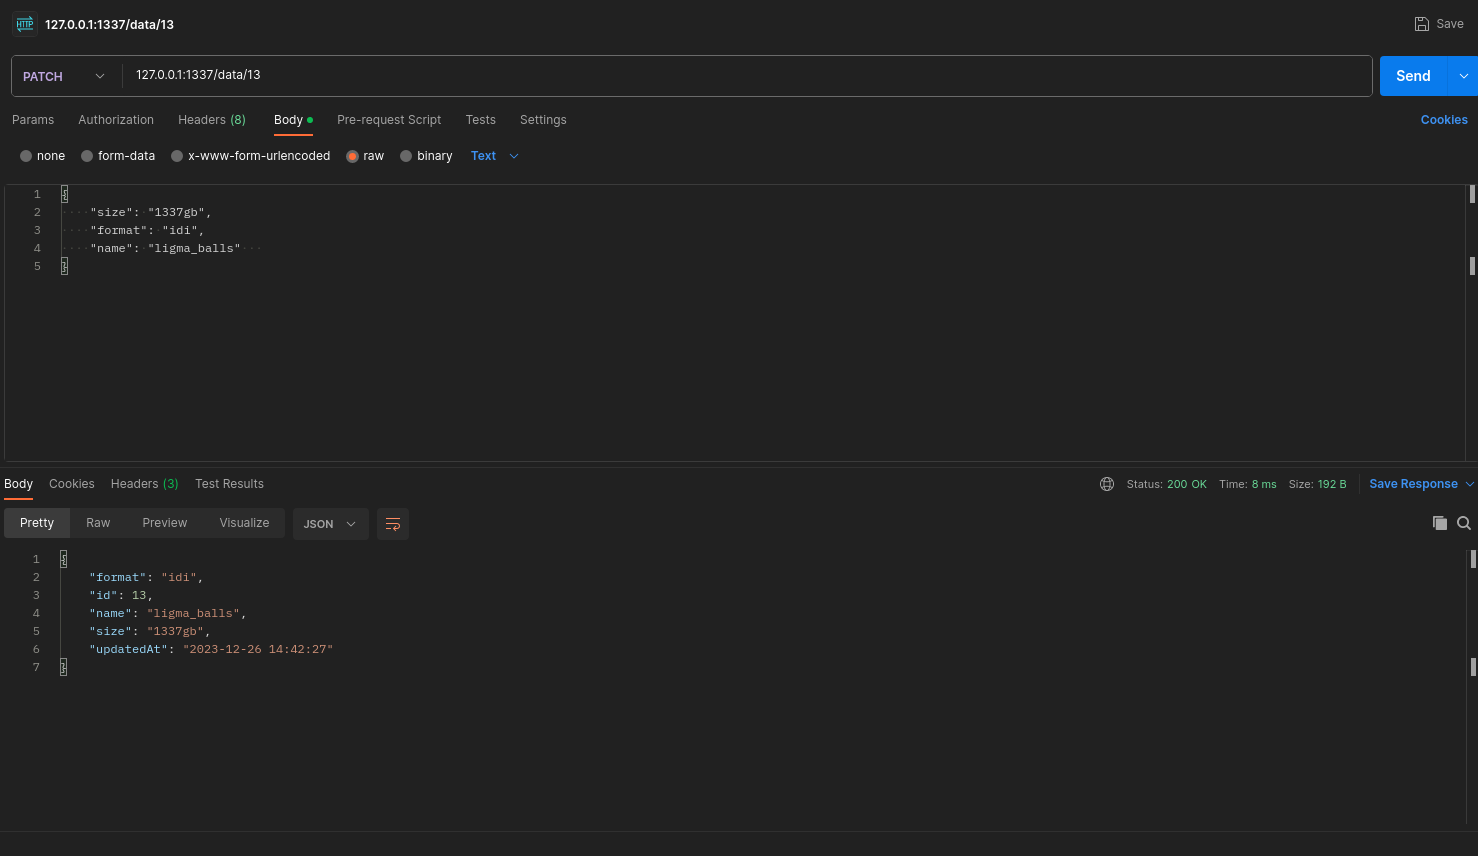 HTTP 127.0.0.1:1337/data/13 Save
PATCH 127.0.0.1:1337/data/13 Send
Params Authorization Headers (8) Body Pre-request Script Tests Settings Cookies
none form-data x-www-form-urlencoded raw binary Text
1 {
2 "size": "1337gb",
3 "format": "idi",
4 "name": "ligma_balls"
5 }
Body Cookies Headers (3) Test Results Status: 200 OK Time: 8 ms Size: 192 B Save Response
Pretty Raw Preview Visualize JSON
1 {
2 "format": "idi",
3 "id": 13,
4 "name": "ligma_balls",
5 "size": "1337gb",
6 "updatedAt": "2023-12-26 14:42:27"
7 }